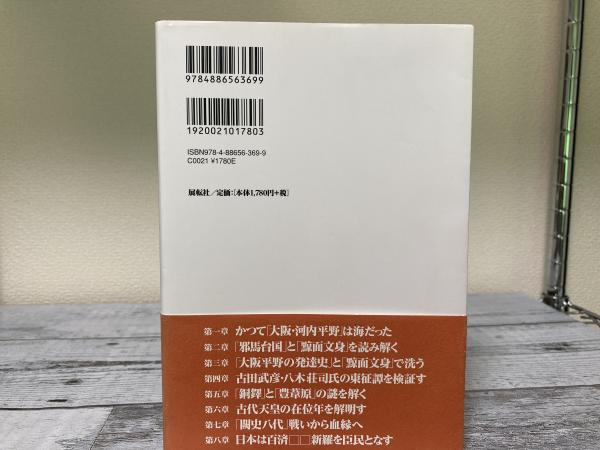 9784886563699
1920021017803
ISBN978-4-88656-369-9
C0021 ¥1780E
展転社/定価:[本体1,780円+税]
第一章 かつて「大阪・河内平野」は海だった
第二章 「邪馬台国」と「黥面文身」を読み解く
第三章 「大阪平野の発達史」と「黥面文身」で洗う
第四章 古田武彦・八木荘司氏の東征譚を検証す
第五章 「銅鐸」と「豊葦原」の謎を解く
第六章 古代天皇の在位年を解明す
第七章 「闕史八代」戦いから血縁へ
第八章 日本は百済□□新羅を臣民となす